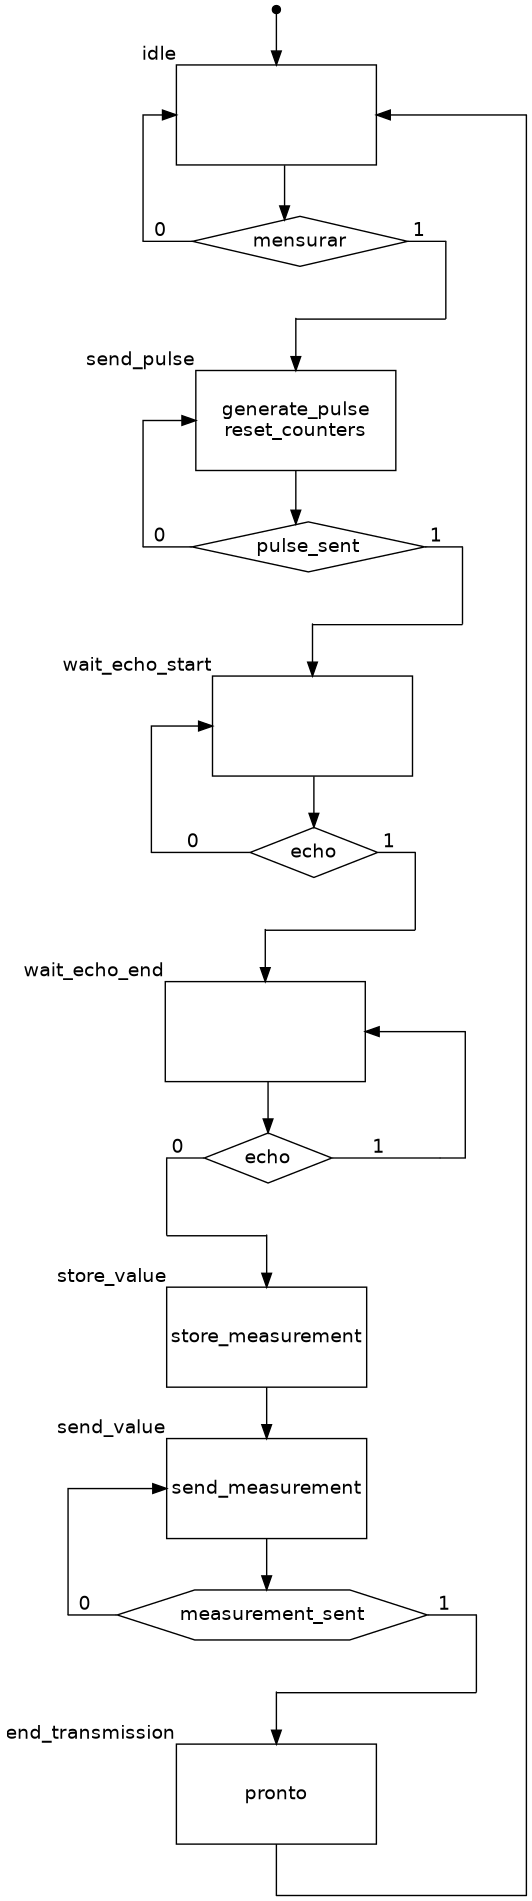 idle
mensurar
0
1
send_pulse
generate_pulse
reset_counters
0
pulse_sent
1
wait_echo_start
0
echo
1
wait_echo_end
0
echo
1
store_value
store_measurement
send_value
send_measurement
0
measurement_sent
1
end_transmission
pronto